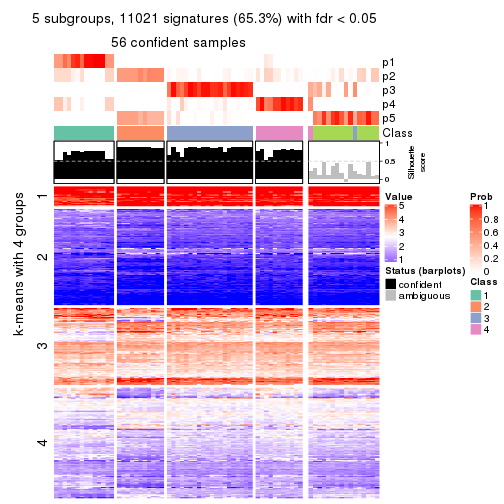 5 subgroups, 11021 signatures (65.3%) with fdr < 0.05
56 confident samples
p1
p2
p3
p4
p5
Class
1
0.5
0
Silhouette
score
k-means with 4 groups
1
2
3
4
Value
5
4
3
2
1
Status (barplots)
confident
ambiguous
Prob
1
0.8
0.6
0.4
0.2
0
Class
1
2
3
4